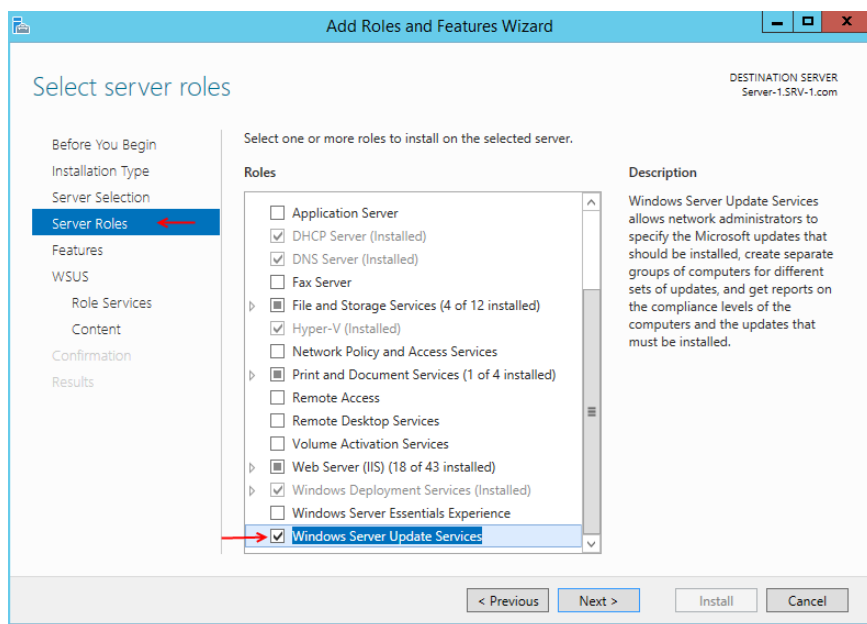 Add Roles and Features Wizard
Select server roles
DESTINATION SERVER
Server-1.SRV-1.com
Before You Begin
Installation Type
Server Selection
Server Roles
Features
WSUS
Role Services
Content
Confirmation
Results
Select one or more roles to install on the selected server.
Roles
Application Server
DHCP Server (Installed)
DNS Server (Installed)
Fax Server
File and Storage Services (4 of 12 installed)
Hyper-V (Installed)
Network Policy and Access Services
Print and Document Services (1 of 4 installed)
Remote Access
Remote Desktop Services
Volume Activation Services
Web Server (IIS) (18 of 43 installed)
Windows Deployment Services (Installed)
Windows Server Essentials Experience
Windows Server Update Services
Description
Windows Server Update Services
allows network administrators to
specify the Microsoft updates that
should be installed, create separate
groups of computers for different
sets of updates, and get reports on
the compliance levels of the
computers and the updates that
must be installed.
< Previous
Next >
Install
Cancel